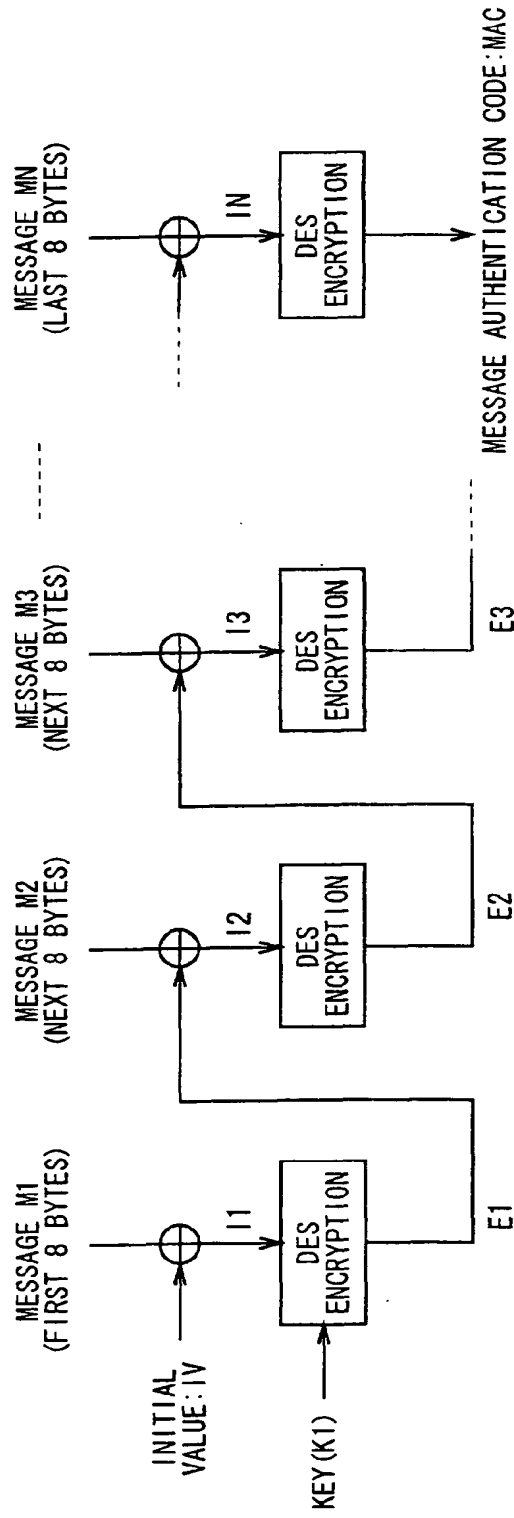 MESSAGE M1
(FIRST 8 BYTES)
MESSAGE M2
(NEXT 8 BYTES)
MESSAGE M3
(NEXT 8 BYTES)
MESSAGE MN
(LAST 8 BYTES)
INITIAL
VALUE:IV
I1
I2
I3
IN
KEY(K1)
DES
ENCRYPTION
DES
ENCRYPTION
DES
ENCRYPTION
DES
ENCRYPTION
E1
E2
E3
MESSAGE AUTHENTICATION CODE:MAC